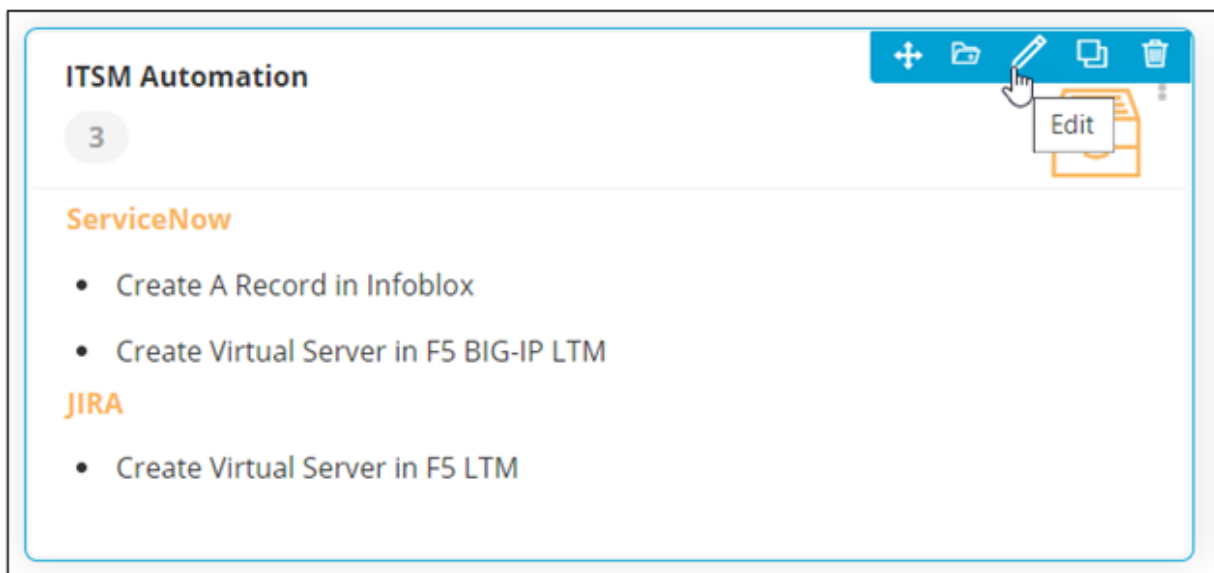 ITSM Automation
3
Edit
ServiceNow
Create A Record in Infoblox
Create Virtual Server in F5 BIG-IP LTM
JIRA
Create Virtual Server in F5 LTM